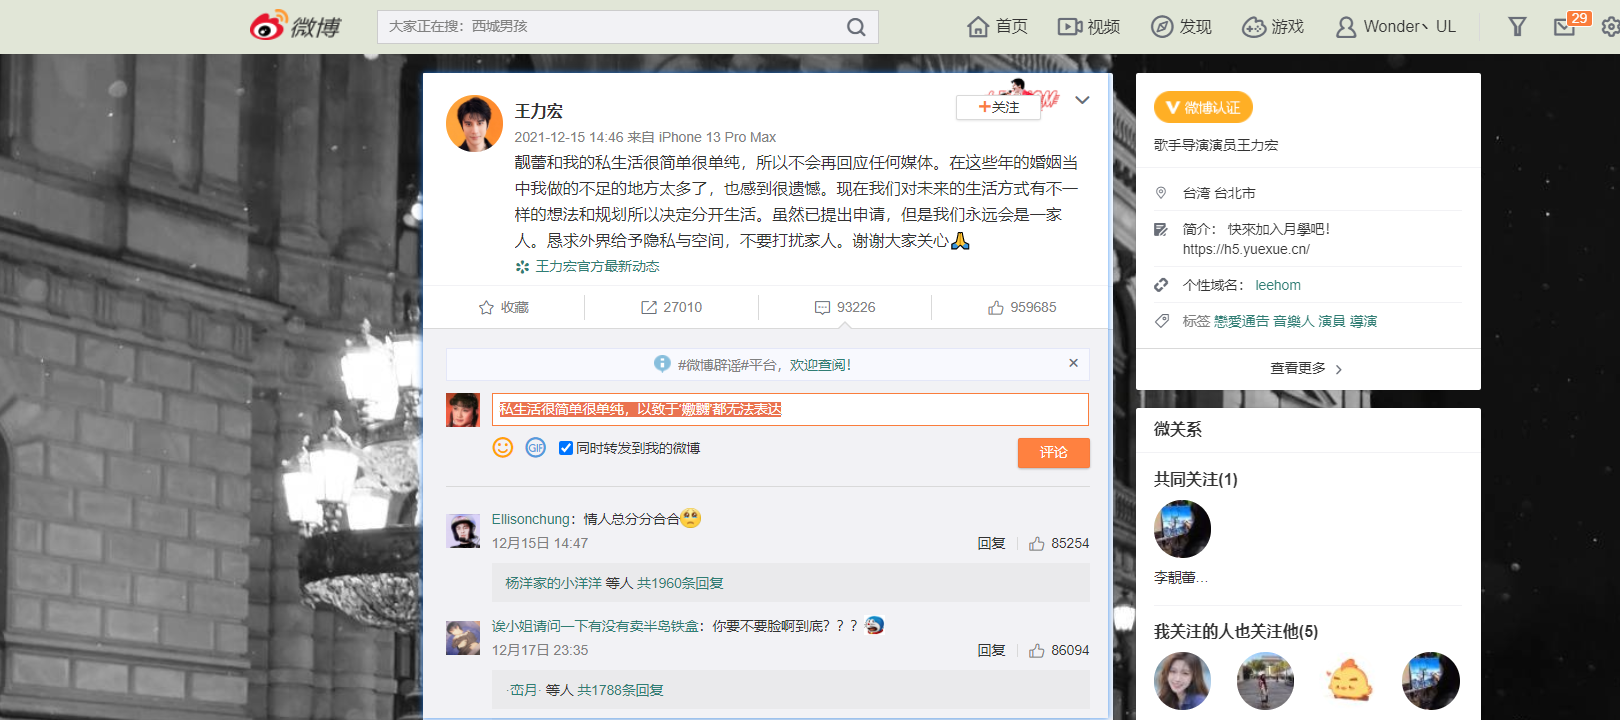 微博
大家正在搜：西城男孩
首页
视频
发现
游戏
Wonder丶UL
29
王力宏
+关注
2021-12-15 14:46 来自 iPhone 13 Pro Max
靓蕾和我的私生活很简单很单纯，所以不会再回应任何媒体。在这些年的婚姻当
中我做的不足的地方太多了，也感到很遗憾。现在我们对未来的生活方式有不一
样的想法和规划所以决定分开生活。虽然已提出申请，但是我们永远会是一家
人。恳求外界给予隐私与空间，不要打扰家人。谢谢大家关心🙏
王力宏官方最新动态
收藏
27010
93226
959685
#微博辟谣#平台，欢迎查阅！
私生活很简单很单纯，以致于‘嫐嬲’都无法表达
GIF
同时转发到我的微博
评论
Ellisonchung：情人总分分合合🥺
12月15日 14:47
回复
85254
杨洋家的小洋洋 等人 共1960条回复
诶小姐请问一下有没有卖半岛铁盒：你要不要脸啊到底？？？
12月17日 23:35
回复
86094
·峦月· 等人 共1788条回复
微博认证
歌手导演演员王力宏
台湾 台北市
简介： 快來加入月學吧！
https://h5.yuexue.cn/
个性域名： leehom
标签 戀愛通告 音樂人 演員 導演
查看更多
微关系
共同关注(1)
李靚蕾...
我关注的人也关注他(5)